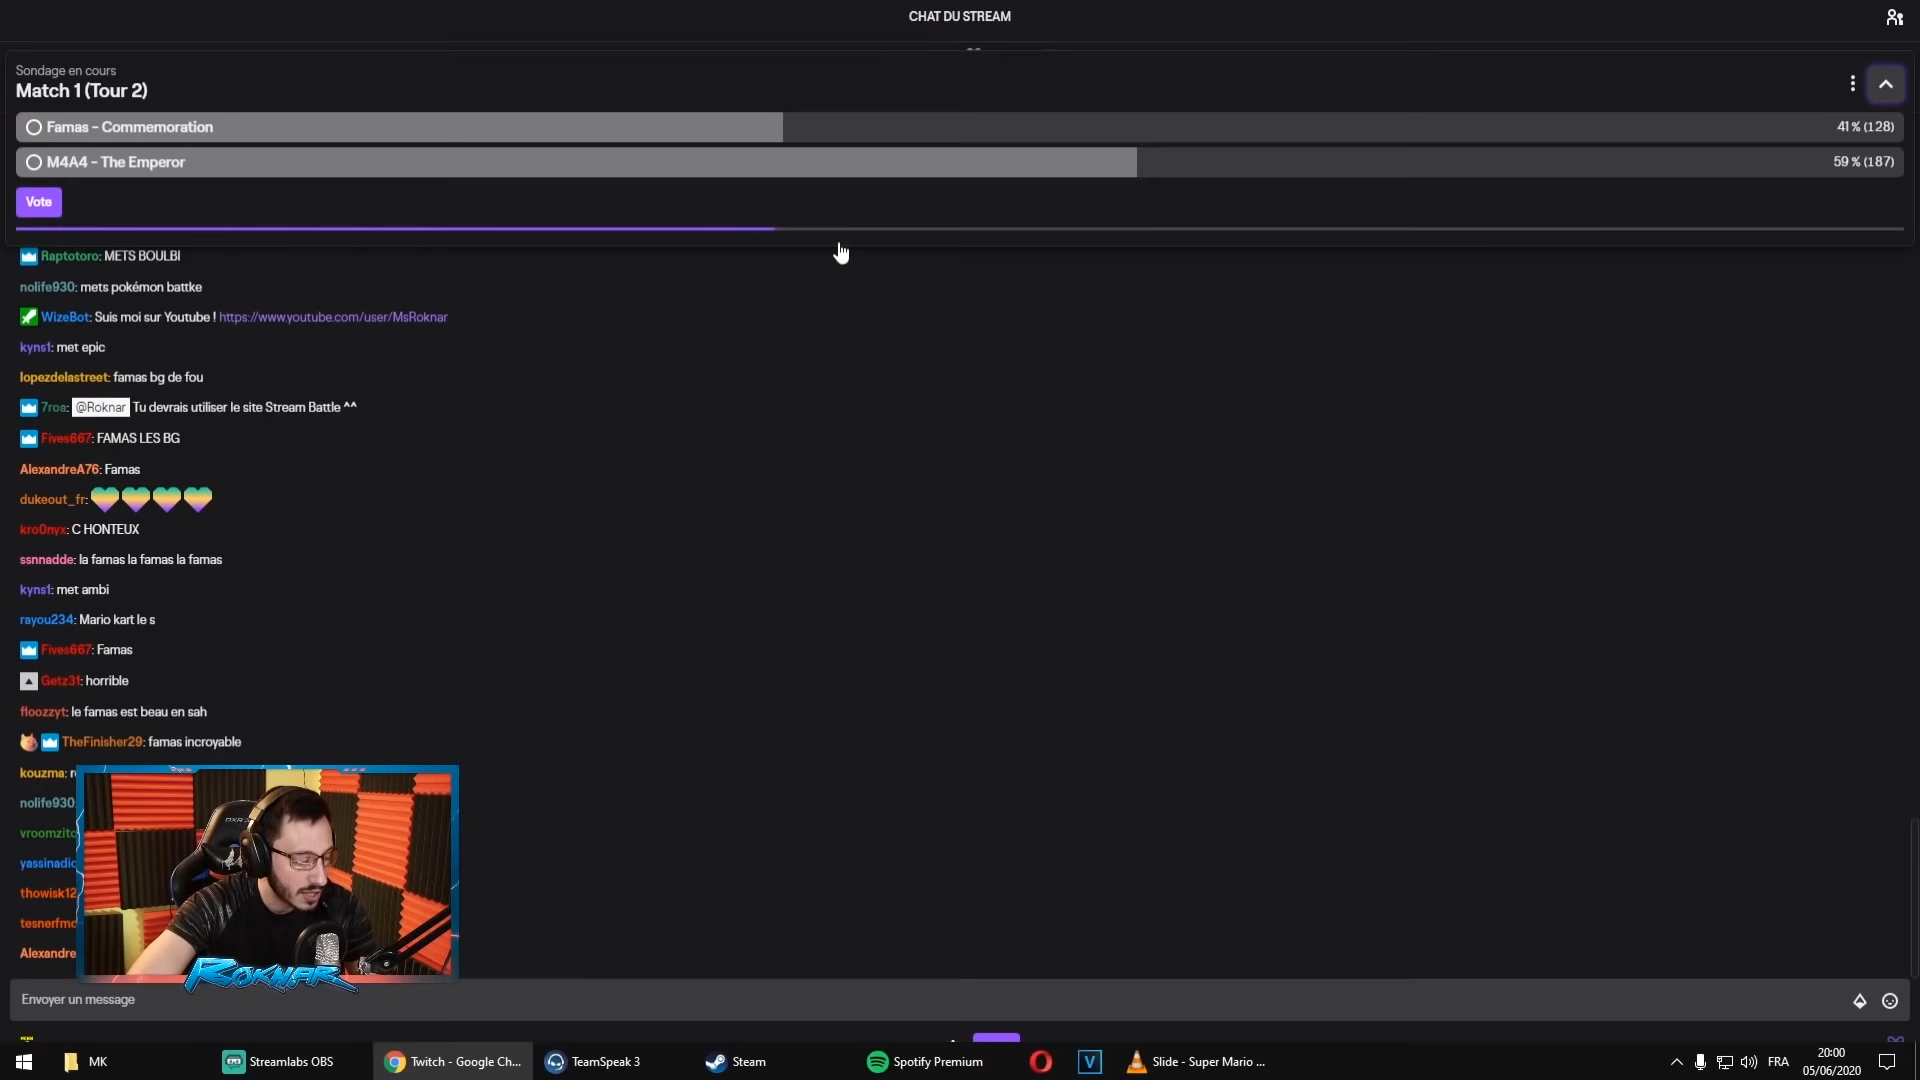 CHAT DU STREAM
Sondage en cours
Match 1 (Tour 2)
Famas - Commemoration
41 % (128)
M4A4 - The Emperor
59 % (187)
Vote
Raptotoro: METS BOULBI
nolife930: mets pokémon battke
WizeBot: Suis moi sur Youtube ! https://www.youtube.com/user/MsRoknar
kyns1: met epic
lopezdelastreet: famas bg de fou
7roa: @Roknar Tu devrais utiliser le site Stream Battle ^^
Fives667: FAMAS LES BG
AlexandreA76: Famas
dukeout_fr:
kro0nyx: C HONTEUX
ssnnadde: la famas la famas la famas
kyns1: met ambi
rayou234: Mario kart le s
Fives667: Famas
Getz31: horrible
floozzyt: le famas est beau en sah
TheFinisher29: famas incroyable
kouzma:
nolife930
vroomzito
yassinadic
thowisk12
tesnerfmc
Alexandre
ROKNAR
Envoyer un message
MK
Streamlabs OBS
Twitch - Google Ch...
TeamSpeak 3
Steam
Spotify Premium
V
Slide - Super Mario ...
FRA
20:00
05/06/2020